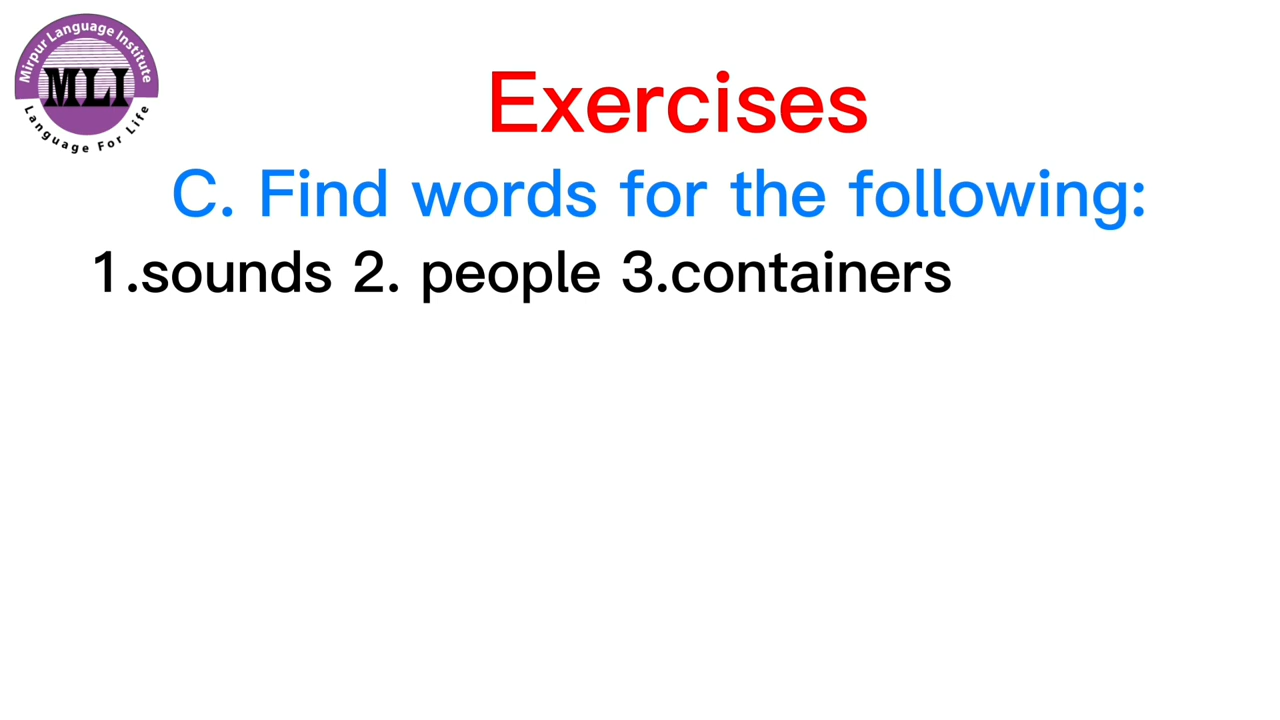 Mirpur Language Institute
MLI
Language For Life
Exercises
C. Find words for the following:
1.sounds 2. people 3.containers